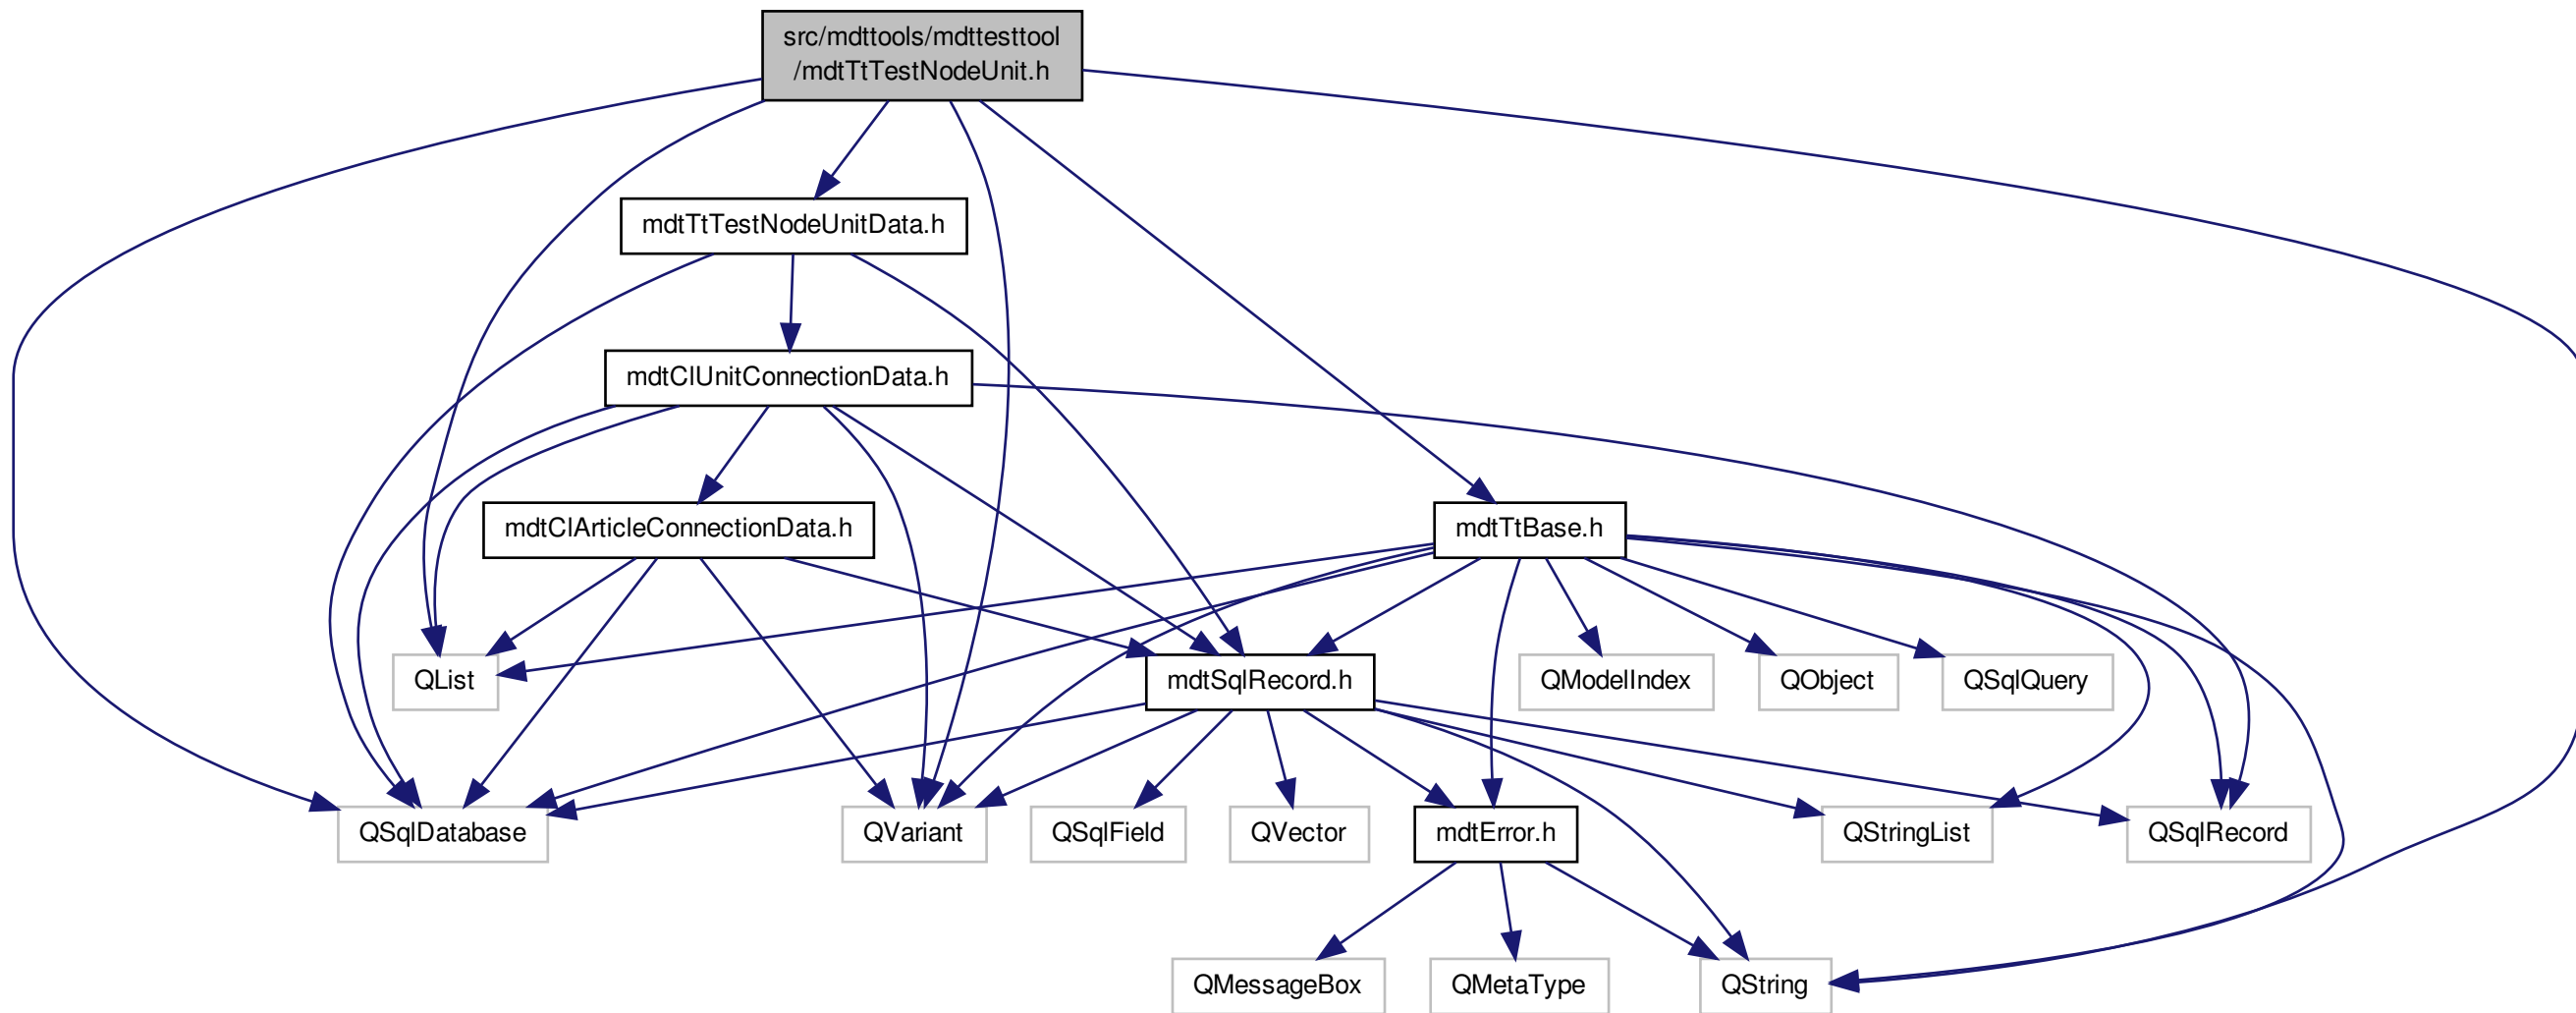 src/mdttools/mdttesttool
/mdtTtTestNodeUnit.h
mdtTtTestNodeUnitData.h
mdtClUnitConnectionData.h
mdtClArticleConnectionData.h
mdtTtBase.h
QList
mdtSqlRecord.h
QModelIndex
QObject
QSqlQuery
QSqlDatabase
QVariant
QSqlField
QVector
mdtError.h
QStringList
QSqlRecord
QMessageBox
QMetaType
QString